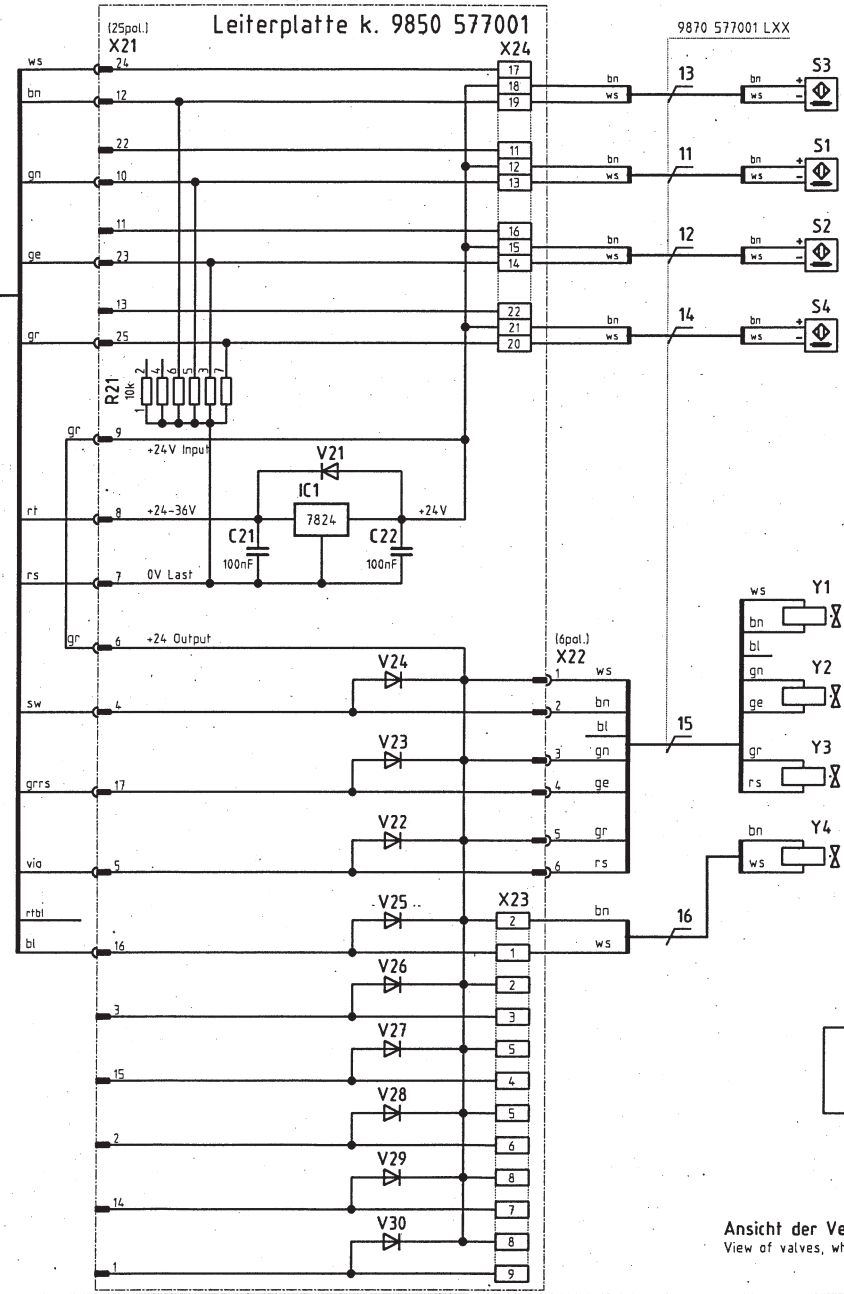 Leiterplatte k. 9850 577001
9870 577001 LXX
(25pol.)
X21
X24
ws 24 17
18 bn 13 bn + S3
bn 12 19 ws ws -
22 11
12 bn 11 bn + S1
gn 10 13 ws ws -
11 16
15 bn 12 bn + S2
ge 23 14 ws ws -
13 22
21 bn 14 bn + S4
gr 25 20 ws ws -
R21 10k 1 2 4 6 5 3 7
gr 9 +24V Input
V21
IC1
rt 8 +24-36V 7824 +24V
C21 100nF
C22 100nF
rs 7 0V Last
gr 6 +24 Output
(6pol.)
X22
V24 1 ws
sw 4 2 bn
bl
V23 3 gn 15
grrs 17 4 ge
V22 5 gr
vio 5 6 rs
ws Y1
bn
bl
gn Y2
ge
gr Y3
rs
bn Y4
ws
X23
V25 2 bn 16
rtbl
bl 16 1 ws
V26 2
3 3
V27 5
15 4
V28 5
2 6
V29 8
14 7
V30 8
1 9
Ansicht der Ve
View of valves, wh